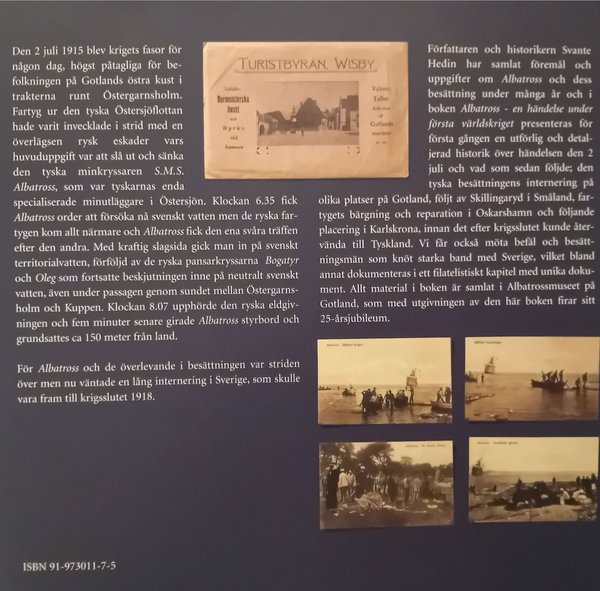 Den 2 juli 1915 blev krigets fasor för
någon dag, högst påtagliga för be-
folkningen på Gotlands östra kust i
trakterna runt Östergarnsholm.
Fartyg ur den tyska Östersjöflottan
hade varit invecklade i strid med en
överlägsen rysk eskader vars
huvuduppgift var att slå ut och sänka
den tyska minkryssaren S.M.S.
Albatross, som var tyskarnas enda
specialiserade minutläggare i Östersjön. Klockan 6.35 fick
Albatross order att försöka nå svenskt vatten men de ryska far-
tygen kom allt närmare och Albatross fick den ena svåra träffen
efter den andra. Med kraftig slagsida gick man in på svenskt
territorialvatten, förföljd av de ryska pansarkryssarna Bogatyr
och Oleg som fortsatte beskjutningen inne på neutralt svenskt
vatten, även under passagen genom sundet mellan Östergarns-
holm och Kuppen. Klockan 8.07 upphörde den ryska eldgiv-
ningen och fem minuter senare girade Albatross styrbord och
grundsattes ca 150 meter från land.
För Albatross och de överlevande i besättningen var striden
över men nu väntade en lång internering i Sverige, som skulle
vara fram till krigsslutet 1918.
ISBN 91-973011-7-5
TURISTBYRÅN, WISBY.
Byrån
vid
hamnen
Vykort,
Gotlands
Författaren och historikern Svante
Hedin har samlat föremål och
uppgifter om Albatross och dess
besättning under många år och i
boken Albatross - en händelse under
första världskriget presenteras för
första gången en utförlig och detal-
jerad historik över händelsen den 2
juli och vad som sedan följde; den
tyska besättningens internering på
olika platser på Gotland, följt av Skillingaryd i Småland, far-
tygets bärgning och reparation i Oskarshamn och följande
placering i Karlskrona, innan det efter krigsslutet kunde åter-
vända till Tyskland. Vi får också möta befäl och besätt-
ningsmän som knöt starka band med Sverige, vilket bland
annat dokumenteras i ett filatelistiskt kapitel med unika doku-
ment. Allt material i boken är samlat i Albatrossmuseet på
Gotland, som med utgivningen av den här boken firar sitt
25-årsjubileum.